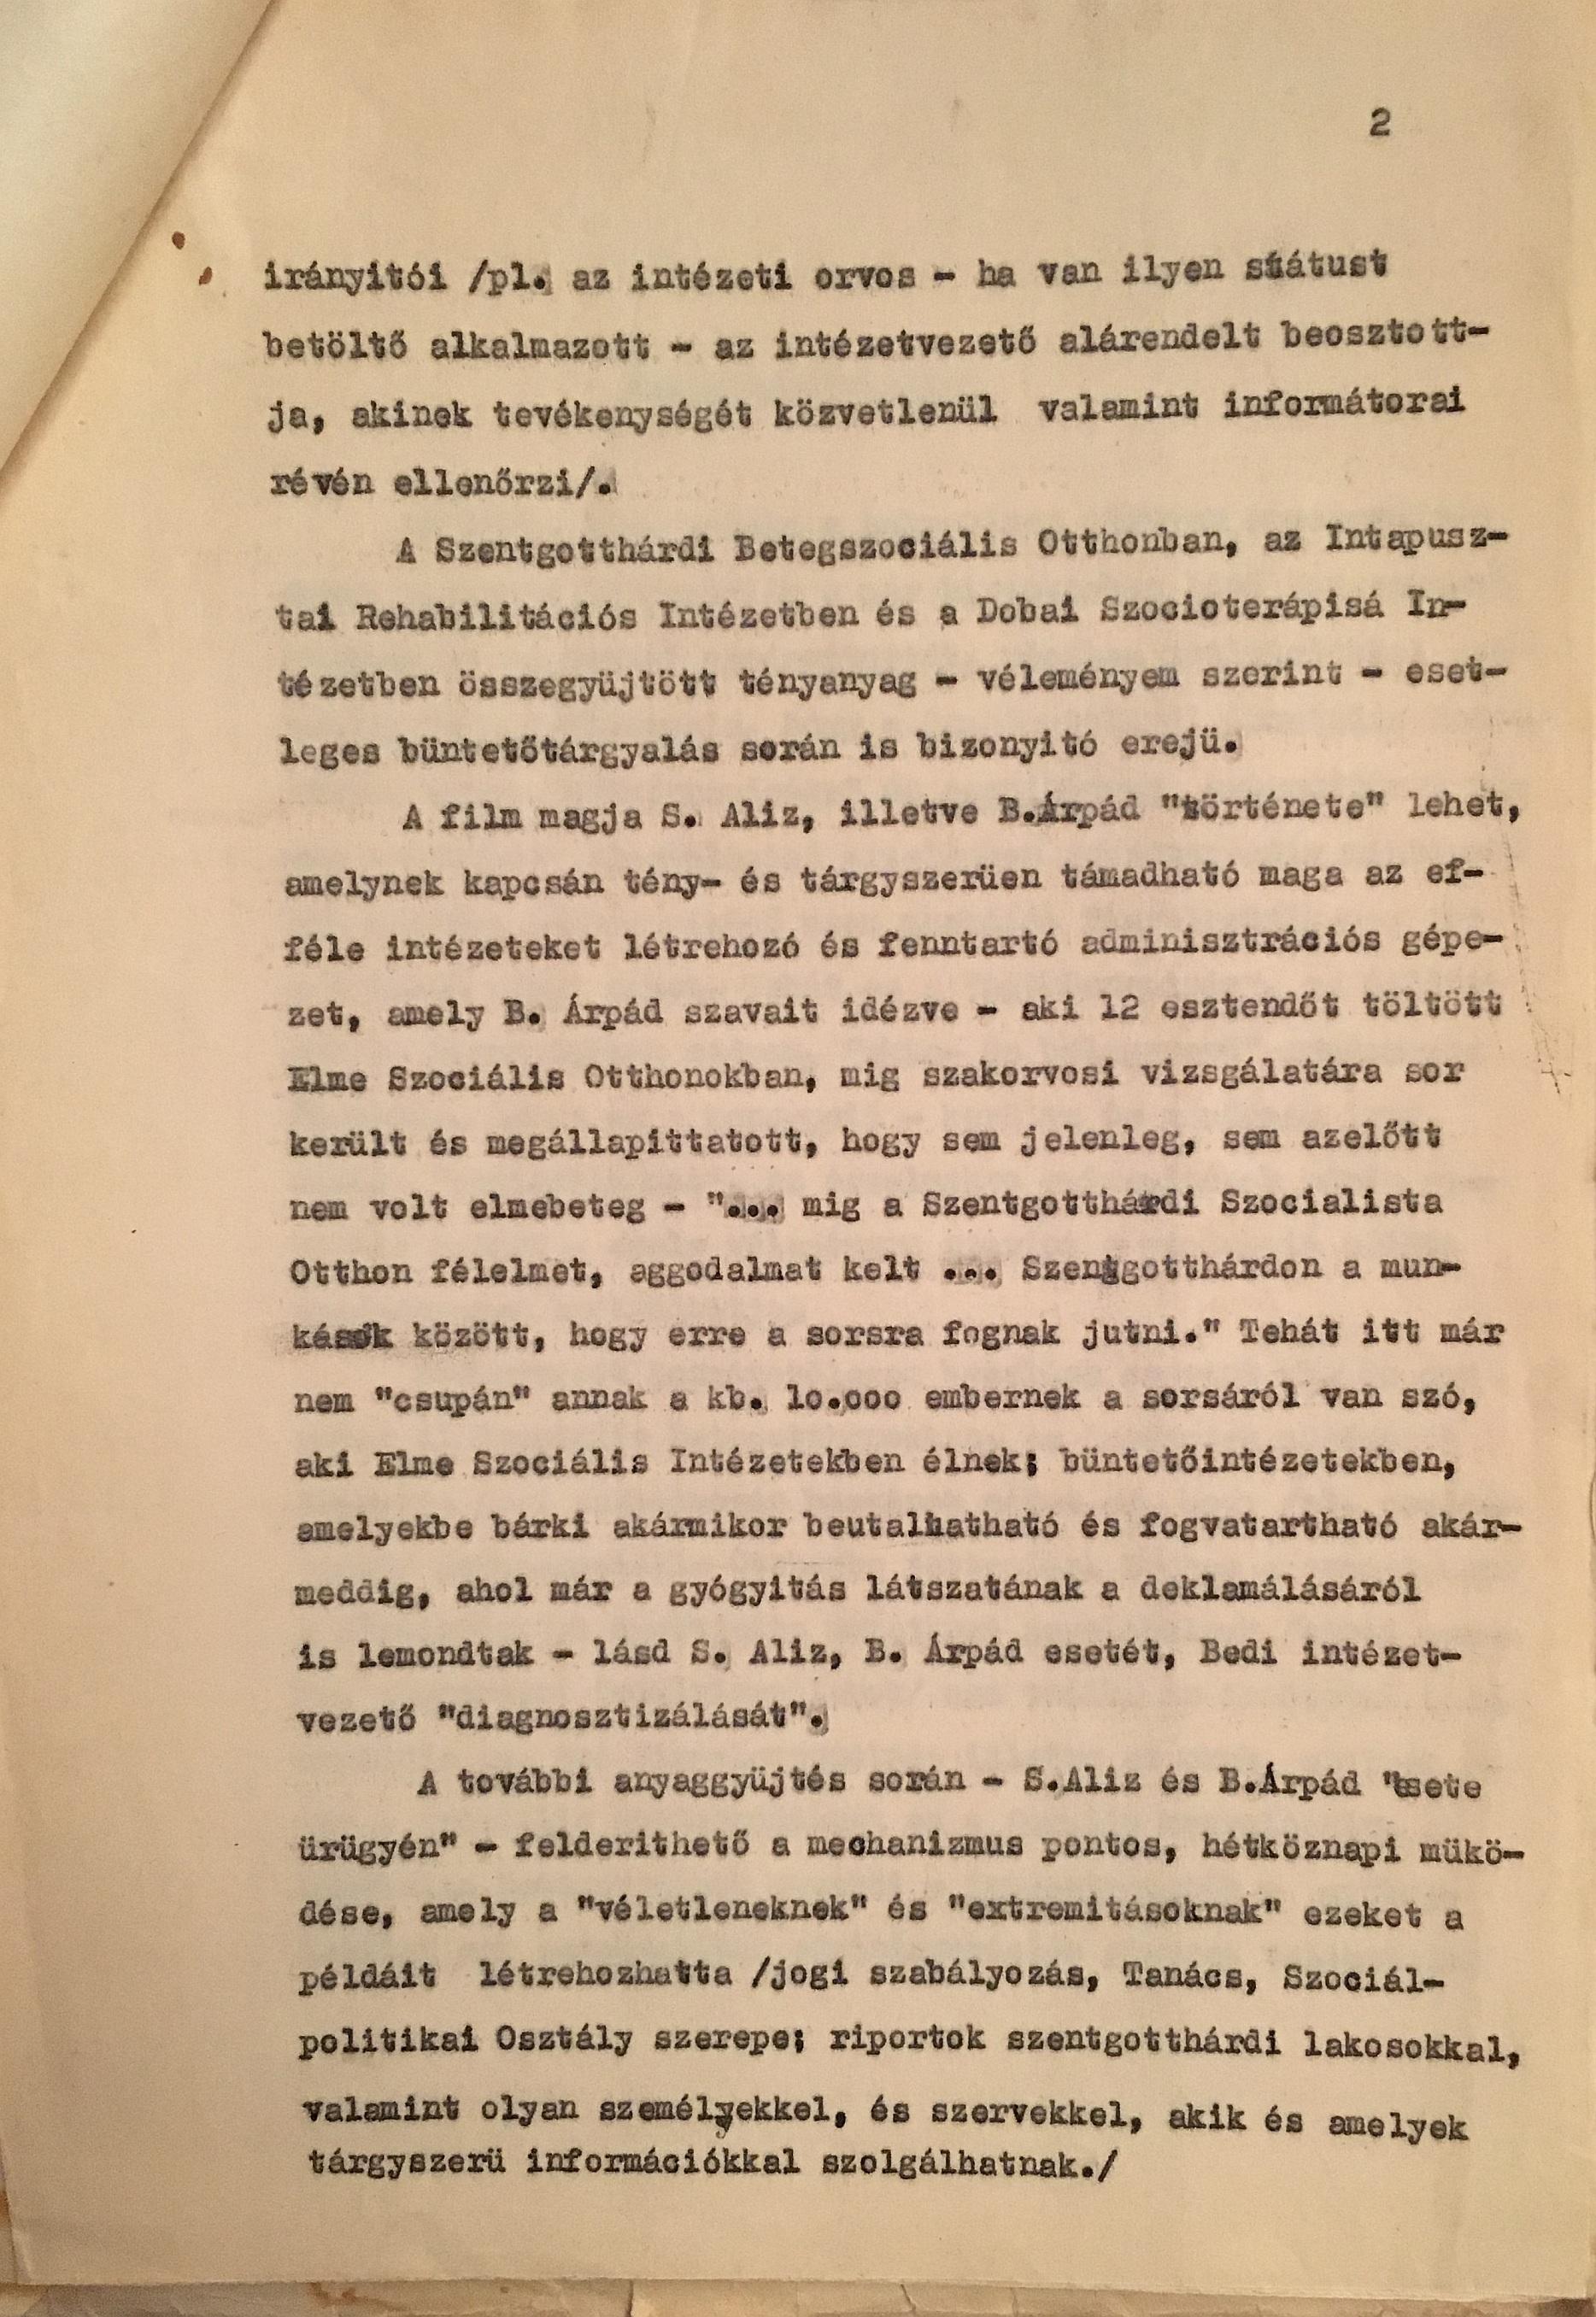 2
irányitói /pl. az intézeti orvos - ha van ilyen státust
betöltő alkalmazott - az intézetvezető alárendelt beosztott-
ja, akinek tevékenységét közvetlenül valamint informátorai
révén ellenőrzi/.
A Szentgotthárdi Betegszociális Otthonban, az Intapusz-
tai Rehabilitációs Intézetben és a Dobai Szocioterápisá In-
tézetben összegyüjtött tényanyag - véleményem szerint - eset-
leges büntetőtárgyalás során is bizonyitó erejü.
A film magja S. Aliz, illetve B.Árpád "története" lehet,
amelynek kapcsán tény- és tárgyszerüen támadható maga az ef-
féle intézeteket létrehozó és fenntartó adminisztrációs gépe-
zet, amely B. Árpád szavait idézve - aki 12 esztendőt töltött
Elme Szociális Otthonokban, mig szakorvosi vizsgálatára sor
került és megállapittatott, hogy sem jelenleg, sem azelőtt
nem volt elmebeteg - "... mig a Szentgotthárdi Szocialista
Otthon félelmet, aggodalmat kelt ... Szentgotthárdon a mun-
kások között, hogy erre a sorsra fognak jutni." Tehát itt már
nem "csupán" annak a kb. lo.ooo embernek a sorsáról van szó,
aki Elme Szociális Intézetekben élnek; büntetőintézetekben,
amelyekbe bárki akármikor beutalhatható és fogvatartható akár-
meddig, ahol már a gyógyitás látszatának a deklamálásáról
is lemondtak - lásd S. Aliz, B. Árpád esetét, Bedi intézet-
vezető "diagnosztizálását".
A további anyaggyüjtés során - S.Aliz és B.Árpád "esete
ürügyén" - felderithető a mechanizmus pontos, hétköznapi mükö-
dése, amely a "véletleneknek" és "extremitásoknak" ezeket a
példáit létrehozhatta /jogi szabályozás, Tanács, Szociál-
politikai Osztály szerepe; riportok szentgotthárdi lakosokkal,
valamint olyan személyekkel, és szervekkel, akik és amelyek
tárgyszerü információkkal szolgálhatnak./